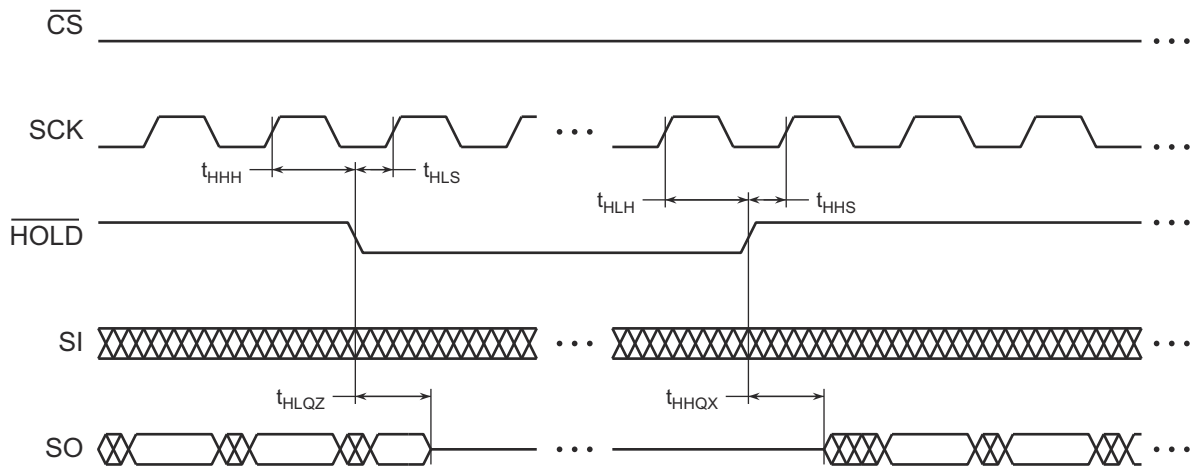 CS
SCK
tHHH
tHLS
tHLH
tHHS
HOLD
SI
tHLQZ
tHHQX
SO